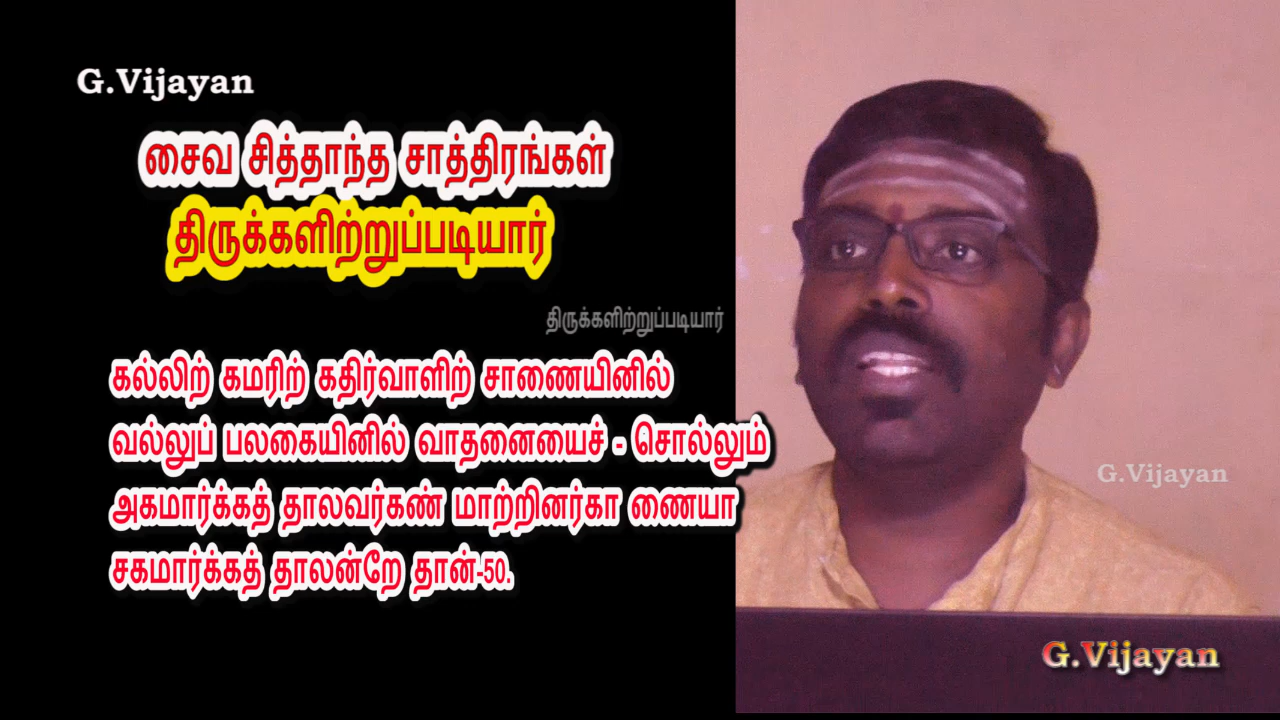 G.Vijayan
சைவ சித்தாந்த சாத்திரங்கள்
திருக்களிற்றுப்படியார்
திருக்களிற்றுப்படியார்
கல்லிற் கமரிற் கதிர்வாளிற் சாணையினில்
வல்லுப் பலகையினில் வாதனையைச் - சொல்லும்
அகமார்க்கத் தாலவர்கண் மாற்றினர்கா ணையா
சகமார்க்கத் தாலன்றே தான்-50.
G.Vijayan
G.Vijayan